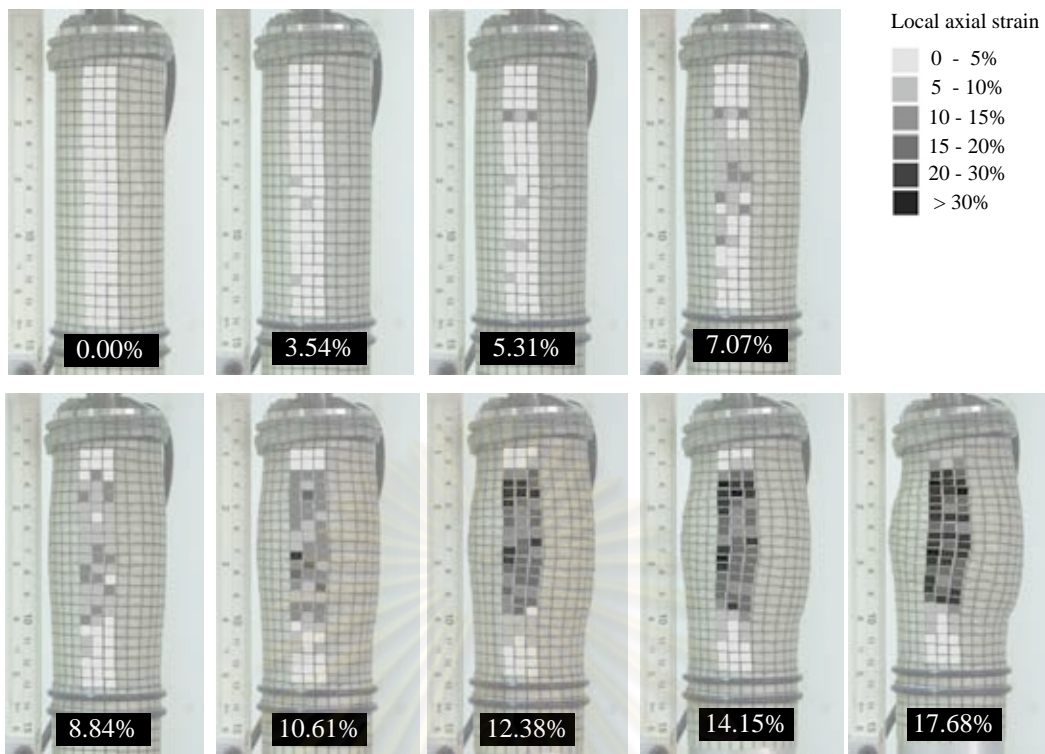 Local axial strain
0 - 5%
5 - 10%
10 - 15%
15 - 20%
20 - 30%
> 30%
0.00%
3.54%
5.31%
7.07%
8.84%
10.61%
12.38%
14.15%
17.68%